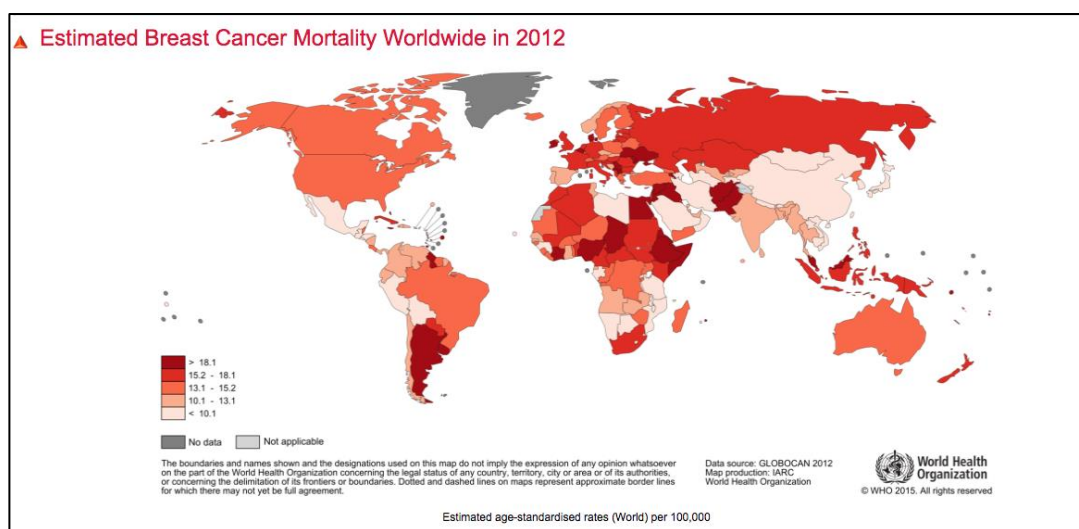 Estimated Breast Cancer Mortality Worldwide in 2012
> 18.1
15.2 - 18.1
13.1 - 15.2
10.1 - 13.1
< 10.1
No data
Not applicable
The boundaries and names shown and the designations used on this map do not imply the expression of any opinion whatsoever
on the part of the World Health Organization concerning the legal status of any country, territory, city or area or of its authorities,
or concerning the delimitation of its frontiers or boundaries. Dotted and dashed lines on maps represent approximate border lines
for which there may not yet be full agreement.
Data source: GLOBOCAN 2012
Map production: IARC
World Health Organization
World Health
Organization
© WHO 2015. All rights reserved
Estimated age-standardised rates (World) per 100,000